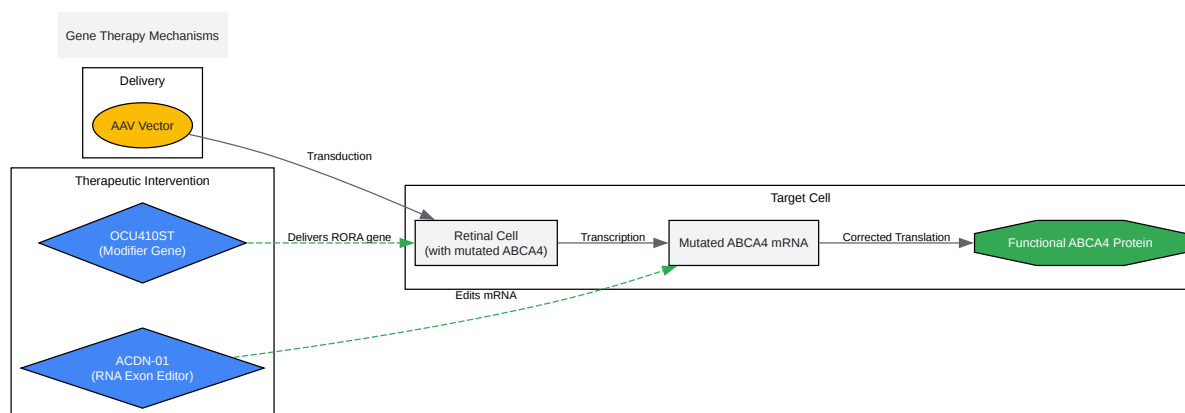 Gene Therapy Mechanisms
Delivery
AAV Vector
Transduction
Therapeutic Intervention
OCU410ST
(Modifier Gene)
Delivers RORA gene
Target Cell
Retinal Cell
(with mutated ABCA4)
Transcription
Mutated ABCA4 mRNA
Corrected Translation
Functional ABCA4 Protein
Edits mRNA
ACDN-01
(RNA Exon Editor)